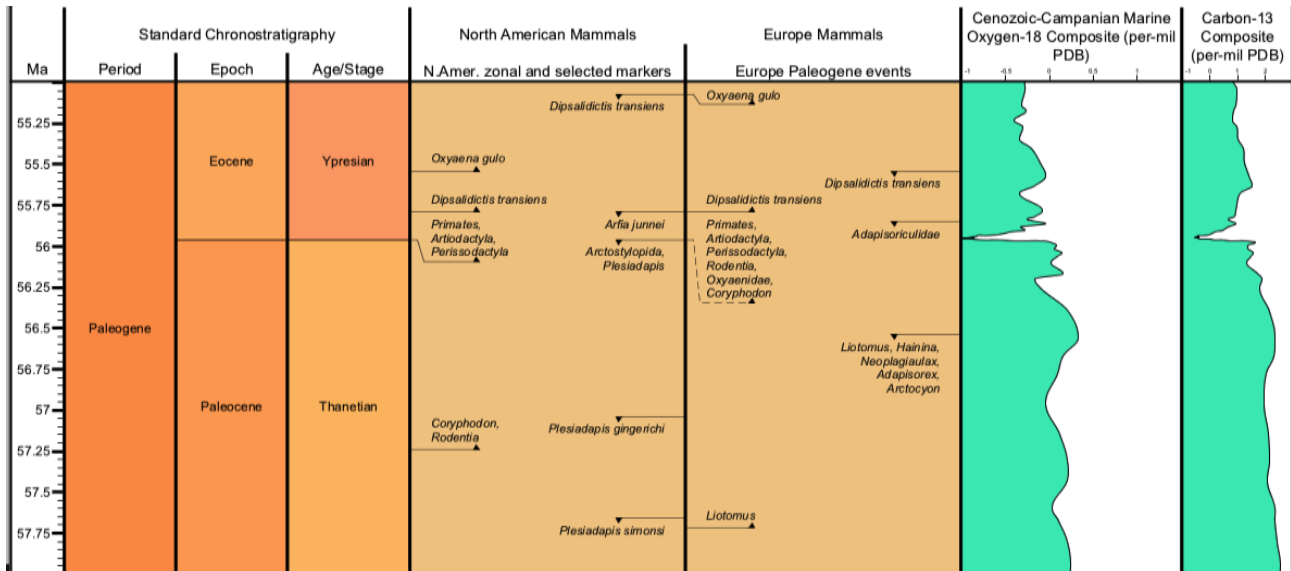 Standard Chronostratigraphy
North American Mammals
Europe Mammals
Cenozoic-Campanian Marine
Oxygen-18 Composite (per-mil
PDB)
Carbon-13
Composite
(per-mil PDB)
Ma
Period
Epoch
Age/Stage
N.Amer. zonal and selected markers
Europe Paleogene events
-1
-0.5
0
0.5
1
-1
0
1
2
55.25
55.5
55.75
56
56.25
56.5
56.75
57
57.25
57.5
57.75
Paleogene
Eocene
Paleocene
Ypresian
Thanetian
Oxyaena gulo
Dipsalidictis transiens
Primates,
Artiodactyla,
Perissodactyla
Coryphodon,
Rodentia
Dipsalidictis transiens
Arfia junnei
Arctostylopida,
Plesiadapis
Plesiadapis gingerichi
Plesiadapis simonsi
Oxyaena gulo
Dipsalidictis transiens
Primates,
Artiodactyla,
Perissodactyla,
Rodentia,
Oxyaenidae,
Coryphodon
Liotomus
Dipsalidictis transiens
Adapisoriculidae
Liotomus, Hainina,
Neoplagiaulax,
Adapisorex,
Arctocyon